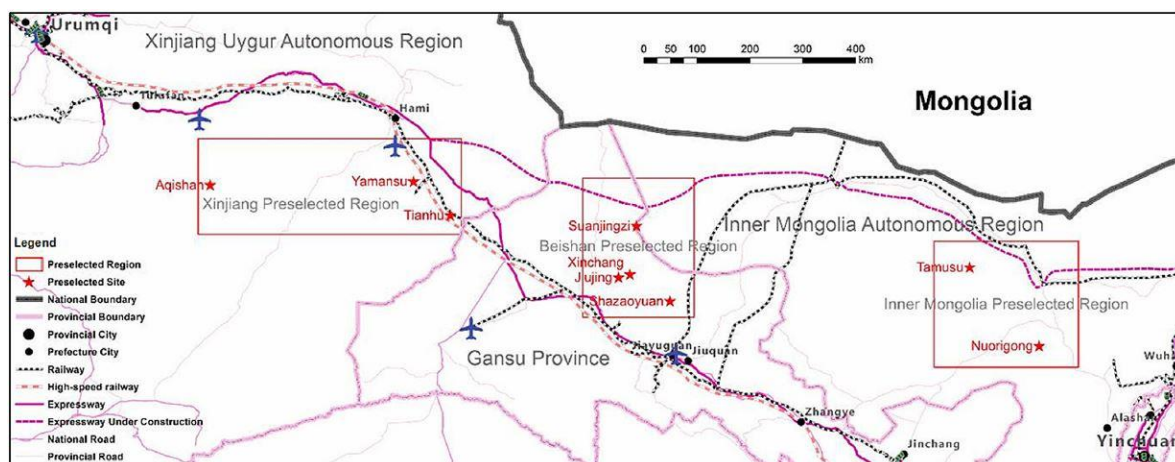 Urumqi
Xinjiang Uygur Autonomous Region
0 50 100 200 300 400
km
Mongolia
Hami
Aqishan
Yamansu
Xinjiang Preselected Region
Tianhu
Suanjingzi
Inner Mongolia Autonomous Region
Beishan Preselected Region
Xinchang
Jiujing
Tamusu
Shazaoyuan
Inner Mongolia Preselected Region
Nuorigong
Gansu Province
Jiayuguan
Jiuquan
Wuh
Zhangye
Alasha
Yinchuan
Jinchang
Legend
Preselected Region
Preselected Site
National Boundary
Provincial Boundary
Provincial City
Prefecture City
Railway
High-speed railway
Expressway
Expressway Under Construction
National Road
Provincial Road